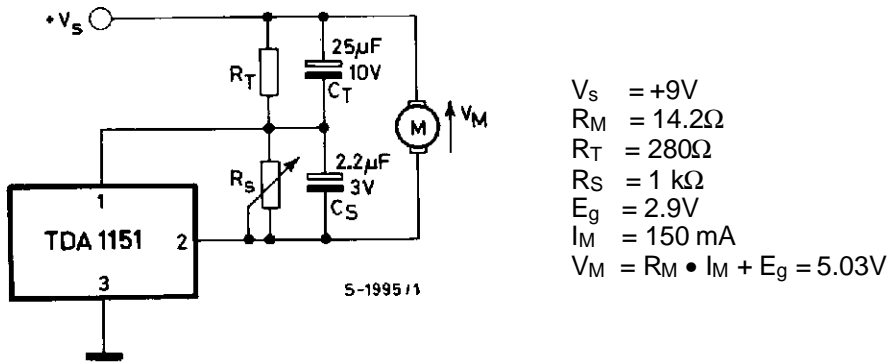 +Vs
RT
25µF
10V
CT
VM
M
RS
2.2µF
3V
CS
1
TDA 1151
2
3
S-1995/1
Vs = +9V
RM = 14.2Ω
RT = 280Ω
RS = 1 kΩ
Eg = 2.9V
IM = 150 mA
VM = RM • IM + Eg = 5.03V